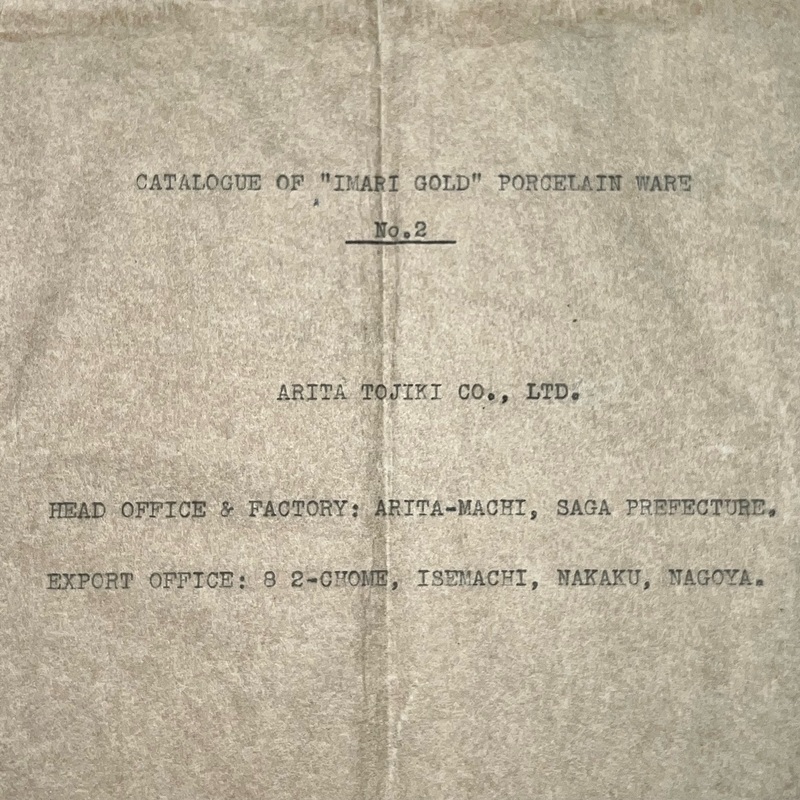 CATALOGUE OF "IMARI GOLD" PORCELAIN WARE
No.2
ARITA TOJIKI CO., LTD.
HEAD OFFICE & FACTORY: ARITA-MACHI, SAGA PREFECTURE.
EXPORT OFFICE: 8 2-CHOME, ISEMACHI, NAKAKU, NAGOYA.